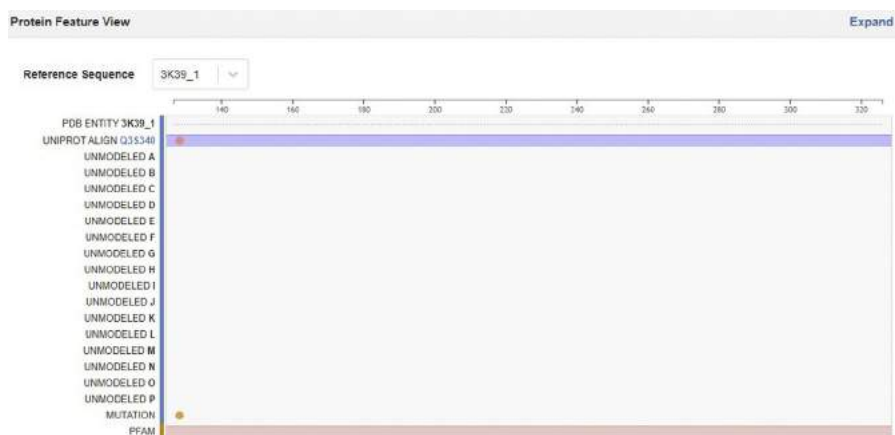 Protein Feature View Expand
Reference Sequence 3K39_1
140 160 180 200 220 240 260 280 300 320
PDB ENTITY 3K39_1
UNIPROT ALIGN Q3S340
UNMODELED A
UNMODELED B
UNMODELED C
UNMODELED D
UNMODELED E
UNMODELED F
UNMODELED G
UNMODELED H
UNMODELED I
UNMODELED J
UNMODELED K
UNMODELED L
UNMODELED M
UNMODELED N
UNMODELED O
UNMODELED P
MUTATION
PFAM